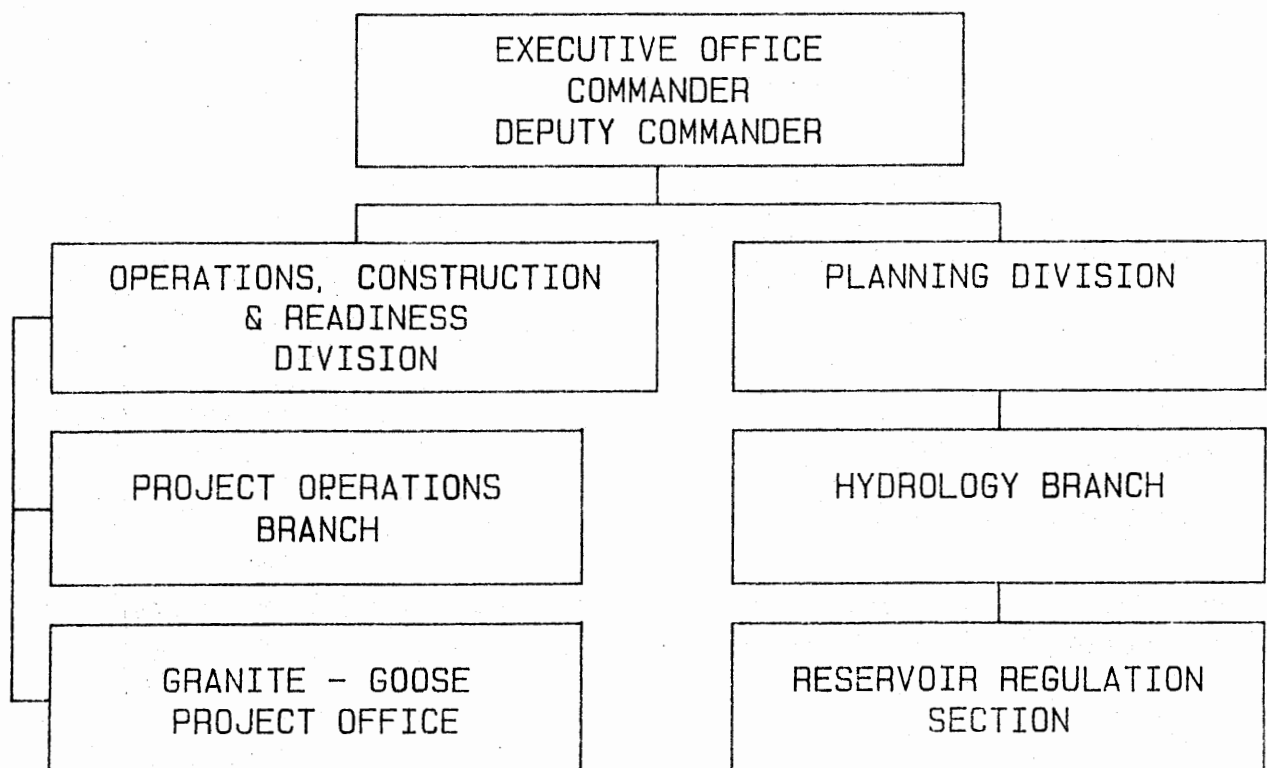 EXECUTIVE OFFICE
COMMANDER
DEPUTY COMMANDER
OPERATIONS, CONSTRUCTION
& READINESS
DIVISION
PLANNING DIVISION
PROJECT OPERATIONS
BRANCH
HYDROLOGY BRANCH
GRANITE - GOOSE
PROJECT OFFICE
RESERVOIR REGULATION
SECTION